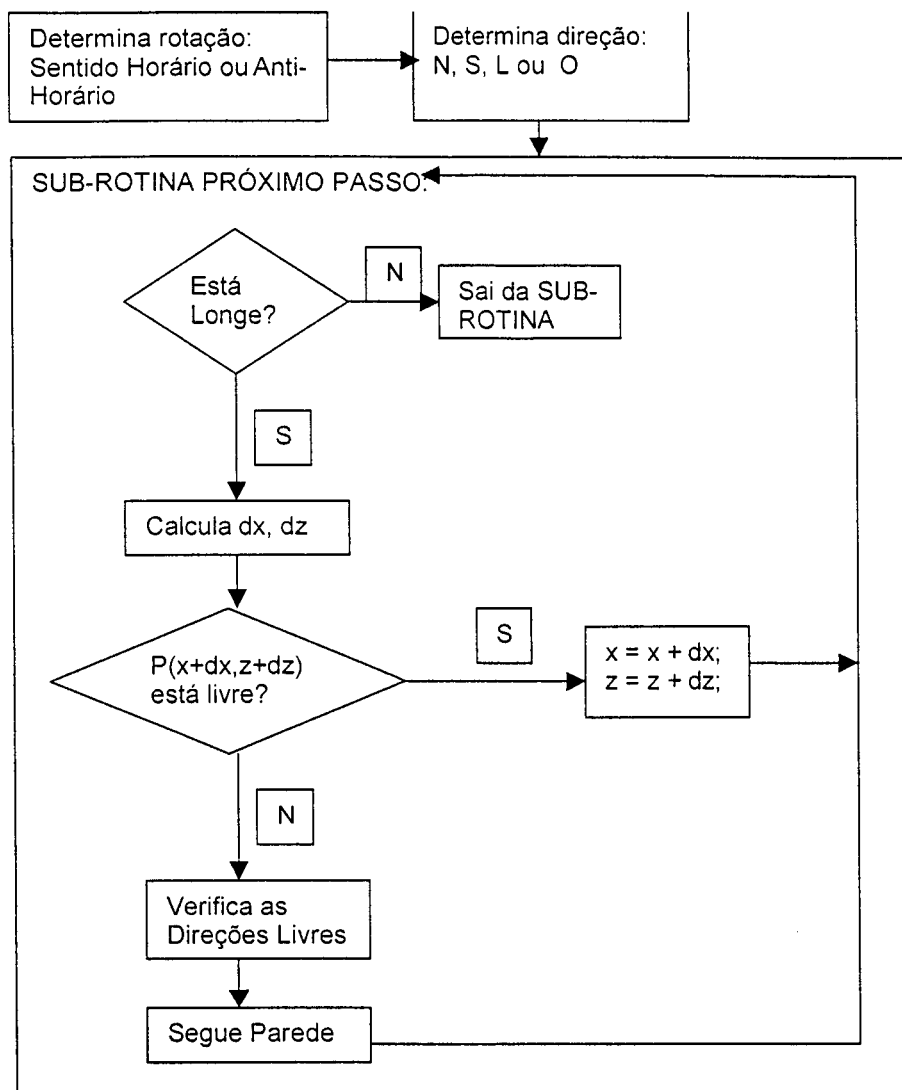 Determina rotação:
Sentido Horário ou Anti-
Horário
Determina direção:
N, S, L ou O
SUB-ROTINA PRÓXIMO PASSO:
Está
Longe?
N
Sai da SUB-
ROTINA
S
Calcula dx, dz
P(x+dx,z+dz)
está livre?
S
x = x + dx;
z = z + dz;
N
Verifica as
Direções Livres
Segue Parede